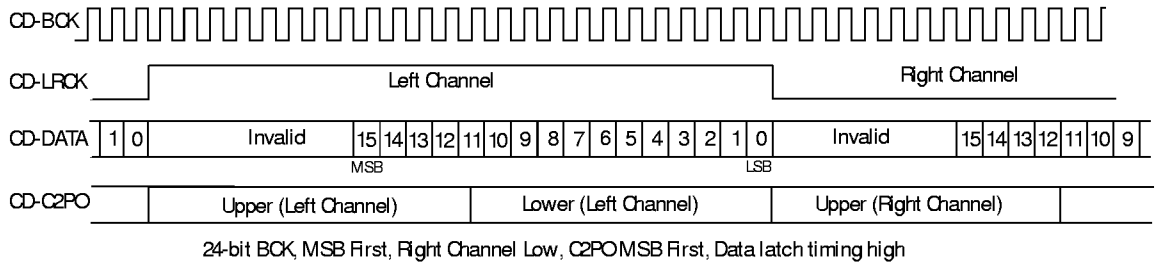 CD-BCK
CD-LRCK Left Channel Right Channel
CD-DATA 1 0 Invalid 15 14 13 12 11 10 9 8 7 6 5 4 3 2 1 0 Invalid 15 14 13 12 11 10 9
MSB LSB
CD-C2PO Upper (Left Channel) Lower (Left Channel) Upper (Right Channel)
24-bit BCK, MSB First, Right Channel Low, C2PO MSB First, Data latch timing high